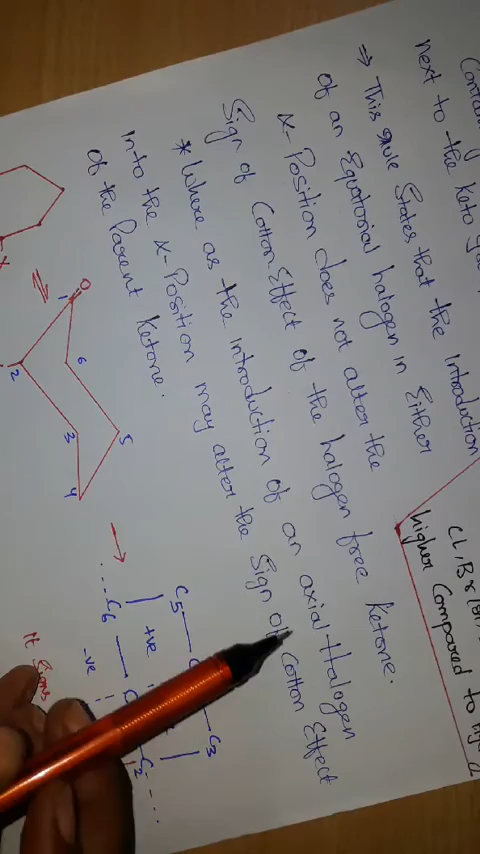 next to the Keto
⇒ This rule States that the introduction
of an Equatorial halogen in Either
α-Position does not alter the
Sign of Cotton Effect of the halogen free Ketone.
* Where as the introduction of an axial Halogen
into the α-Position may alter the Sign of Cotton Effect
of the Parent Ketone.
Cl, Br
higher Compared to
X
⇌
O
1
2
3
4
5
6
→
C5
C3
C6
C2
+ve
-ve